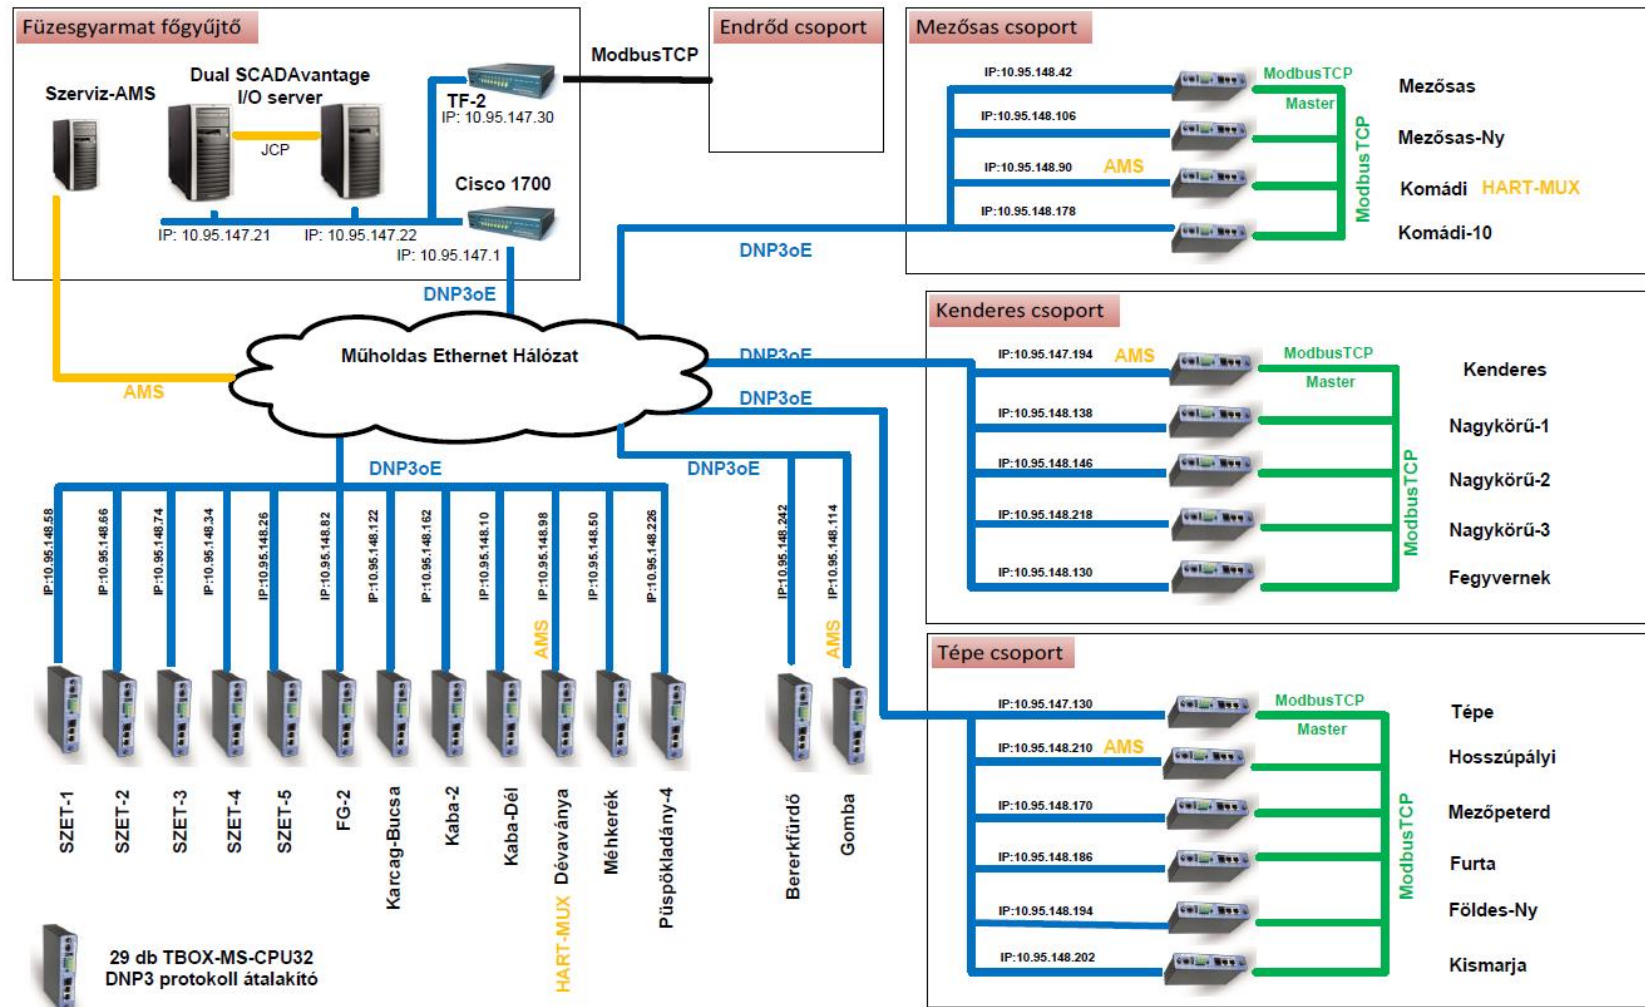 Füzesgyarmat főgyűjtő
Szerviz-AMS
Dual SCADAvantage
I/O server
JCP
TF-2
IP: 10.95.147.30
Cisco 1700
IP: 10.95.147.21
IP: 10.95.147.22
IP: 10.95.147.1
ModbusTCP
Endrőd csoport
DNP3oE
AMS
Műholdas Ethernet Hálózat
DNP3oE
DNP3oE
DNP3oE
DNP3oE
DNP3oE
Mezősas csoport
IP:10.95.148.42
ModbusTCP
Master
Mezősas
IP:10.95.148.106
Mezősas-Ny
IP:10.95.148.90
AMS
Komádi
HART-MUX
IP:10.95.148.178
Komádi-10
ModbusTCP
Kenderes csoport
IP:10.95.147.194
AMS
ModbusTCP
Master
Kenderes
IP:10.95.148.138
Nagykörű-1
IP:10.95.148.146
Nagykörű-2
IP:10.95.148.218
Nagykörű-3
IP:10.95.148.130
Fegyvernek
ModbusTCP
Tépe csoport
IP:10.95.147.130
ModbusTCP
Master
Tépe
IP:10.95.148.210
AMS
Hosszúpályi
IP:10.95.148.170
Mezőpeterd
IP:10.95.148.186
Furta
IP:10.95.148.194
Földes-Ny
IP:10.95.148.202
Kismarja
ModbusTCP
IP:10.95.148.58
IP:10.95.148.66
IP:10.95.148.74
IP:10.95.148.34
IP:10.95.148.26
IP:10.95.148.82
IP:10.95.148.122
IP:10.95.148.162
IP:10.95.148.10
IP:10.95.148.98
IP:10.95.148.50
IP:10.95.148.226
IP:10.95.148.242
IP:10.95.148.114
AMS
AMS
SZET-1
SZET-2
SZET-3
SZET-4
SZET-5
FG-2
Karcag-Bucsa
Kaba-2
Kaba-Dél
HART-MUX Dévaványa
Méhkerék
Püspökladány-4
Bererkfürdő
Gomba
29 db TBOX-MS-CPU32
DNP3 protokoll átalakító